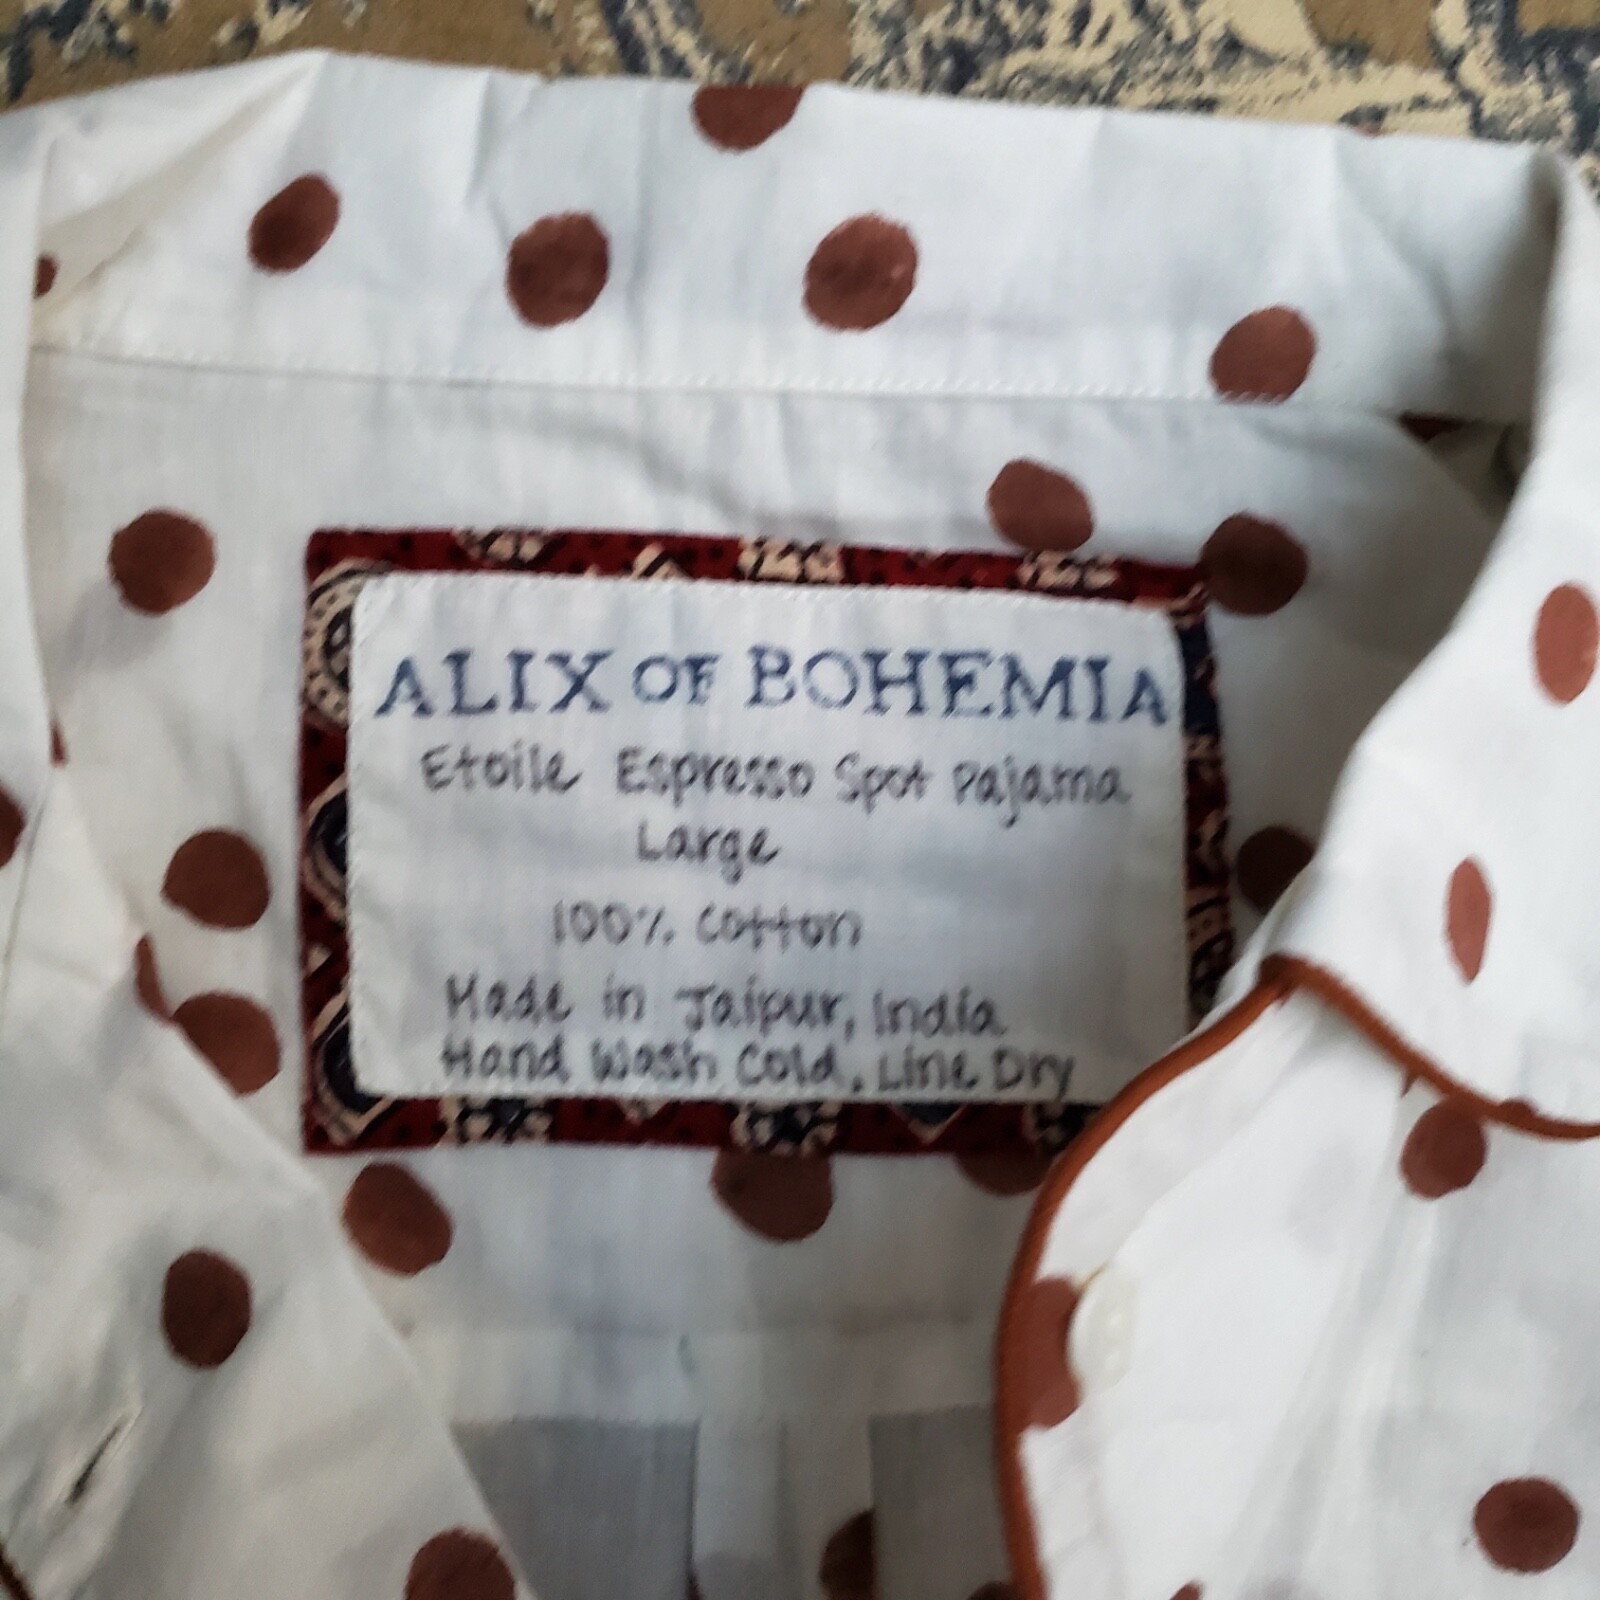 ALIX OF BOHEMIA
Etoile Espresso Spot Pajama
Large
100% Cotton
Made in Jaipur, India
Hand Wash Cold. Line Dry